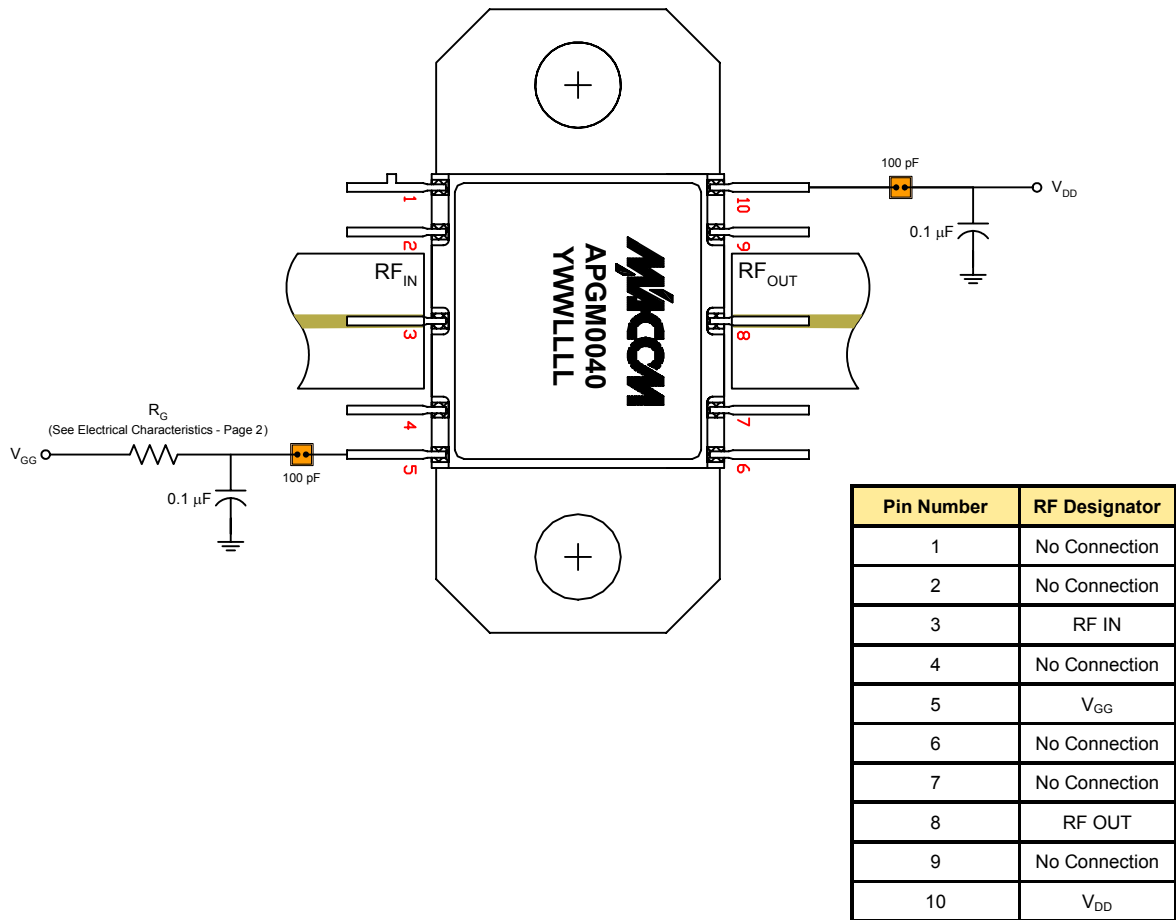 100 pF
V_DD
0.1 μF
1
2
3
4
5
10
9
8
7
6
RF_IN
RF_OUT
M/ACOM
APGM0040
YWWLLLL
R_G
(See Electrical Characteristics - Page 2)
V_GG
0.1 μF
100 pF
Pin Number RF Designator
1 No Connection
2 No Connection
3 RF IN
4 No Connection
5 V_GG
6 No Connection
7 No Connection
8 RF OUT
9 No Connection
10 V_DD